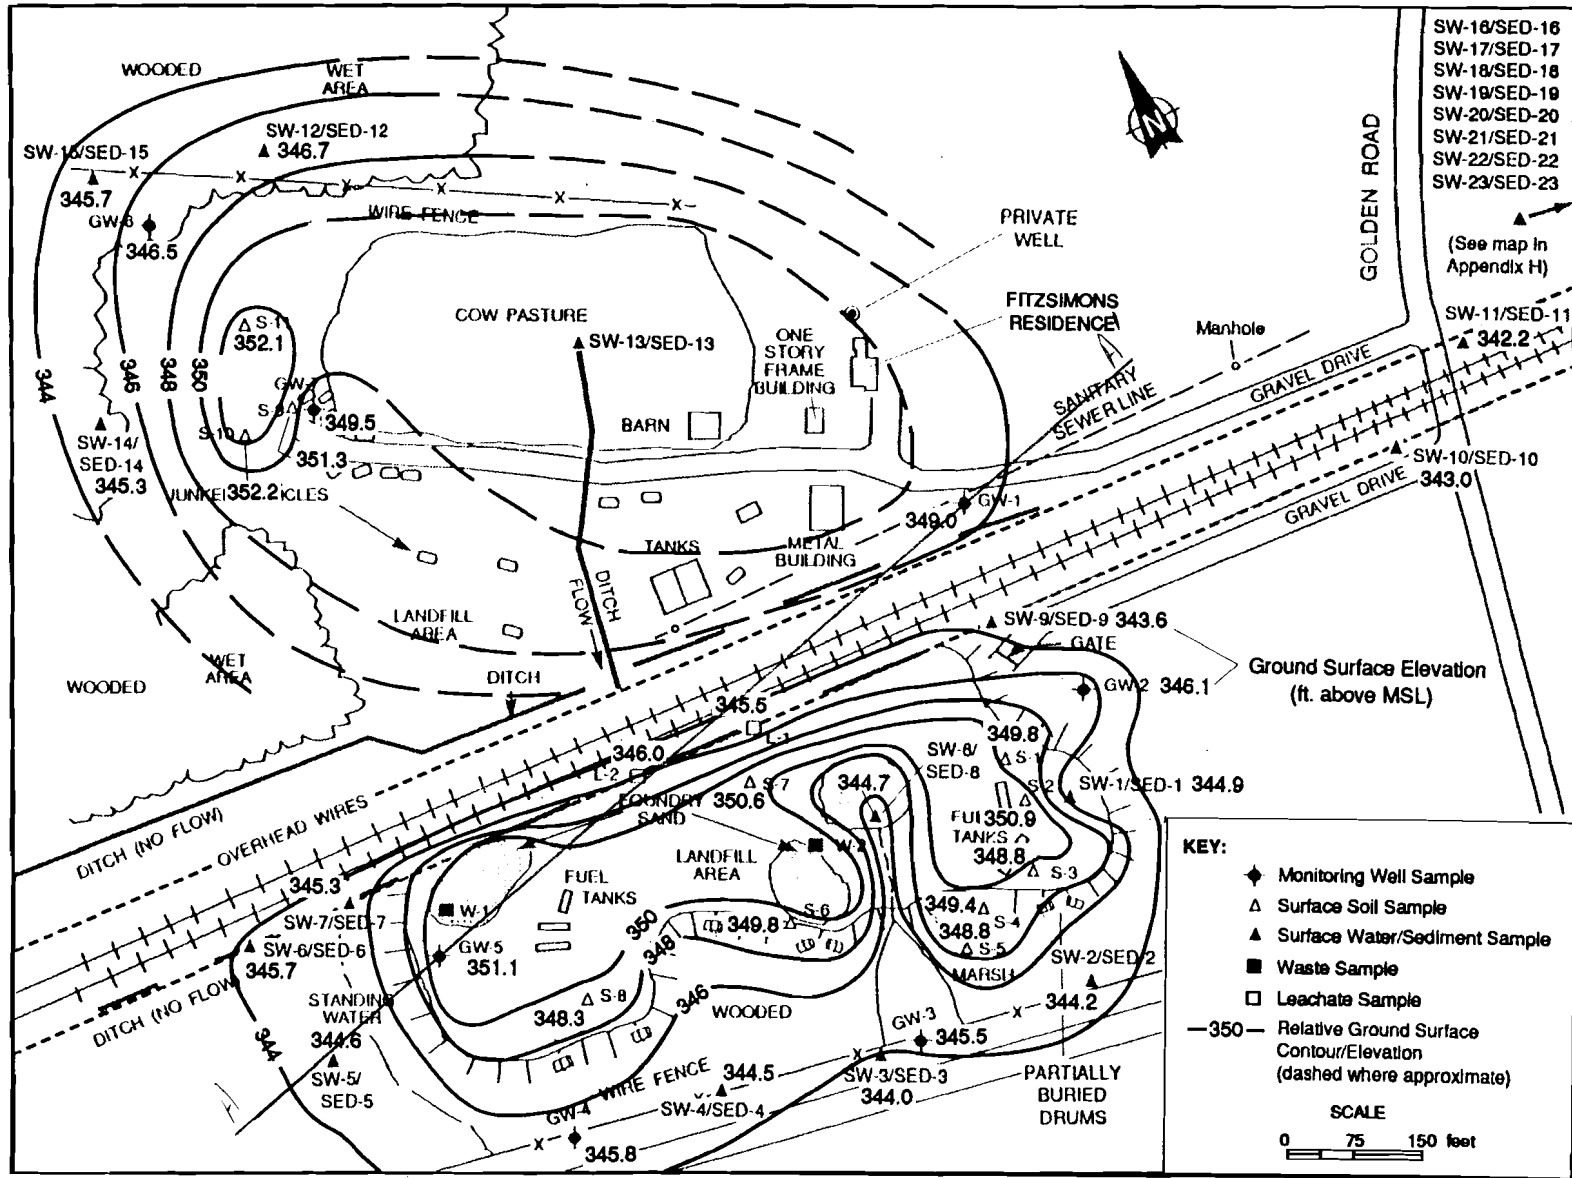 WOODED
WET
AREA
SW-12/SED-12
346.7
SW-15/SED-15
345.7
GW-6
346.5
WIRE FENCE
COW PASTURE
SW-13/SED-13
PRIVATE
WELL
FITZSIMONS
RESIDENCE
ONE
STORY
FRAME
BUILDING
BARN
Manhole
SANITARY
SEWER LINE
GRAVEL DRIVE
GOLDEN ROAD
N
SW-16/SED-16
SW-17/SED-17
SW-18/SED-18
SW-19/SED-19
SW-20/SED-20
SW-21/SED-21
SW-22/SED-22
SW-23/SED-23
(See map in
Appendix H)
SW-11/SED-11
342.2
SW-10/SED-10
343.0
GRAVEL DRIVE
344
346
348
350
S-11
352.1
S-9
349.5
S-10
351.3
352.2
SW-14/
SED-14
345.3
GW-1
349.0
TANKS
METAL
BUILDING
DITCH
FLOW
LANDFILL
AREA
WET
AREA
WOODED
DITCH
SW-9/SED-9 343.6
GATE
GW-2 346.1
Ground Surface Elevation
(ft. above MSL)
345.5
346.0
L-2
FOUNDRY
SAND
S-7
350.6
344.7
SW-8/
SED-8
349.8
S-1
S-2
SW-1/SED-1 344.9
350.9
TANKS
348.8
S-3
349.4
S-4
348.8
S-5
MARSH
SW-2/SED-2
344.2
DITCH (NO FLOW)
OVERHEAD WIRES
345.3
SW-7/SED-7
SW-6/SED-6
345.7
DITCH (NO FLOW)
FUEL
TANKS
W-1
W-2
LANDFILL
AREA
GW-5
351.1
S-6
349.8
350
348
346
344
S-8
348.3
STANDING
WATER
344.6
SW-5/
SED-5
WOODED
WIRE FENCE
GW-3
345.5
GW-4
345.8
344.5
SW-4/SED-4
SW-3/SED-3
344.0
PARTIALLY
BURIED
DRUMS
KEY:
Monitoring Well Sample
Surface Soil Sample
Surface Water/Sediment Sample
Waste Sample
Leachate Sample
350
Relative Ground Surface
Contour/Elevation
(dashed where approximate)
SCALE
0 75 150 feet